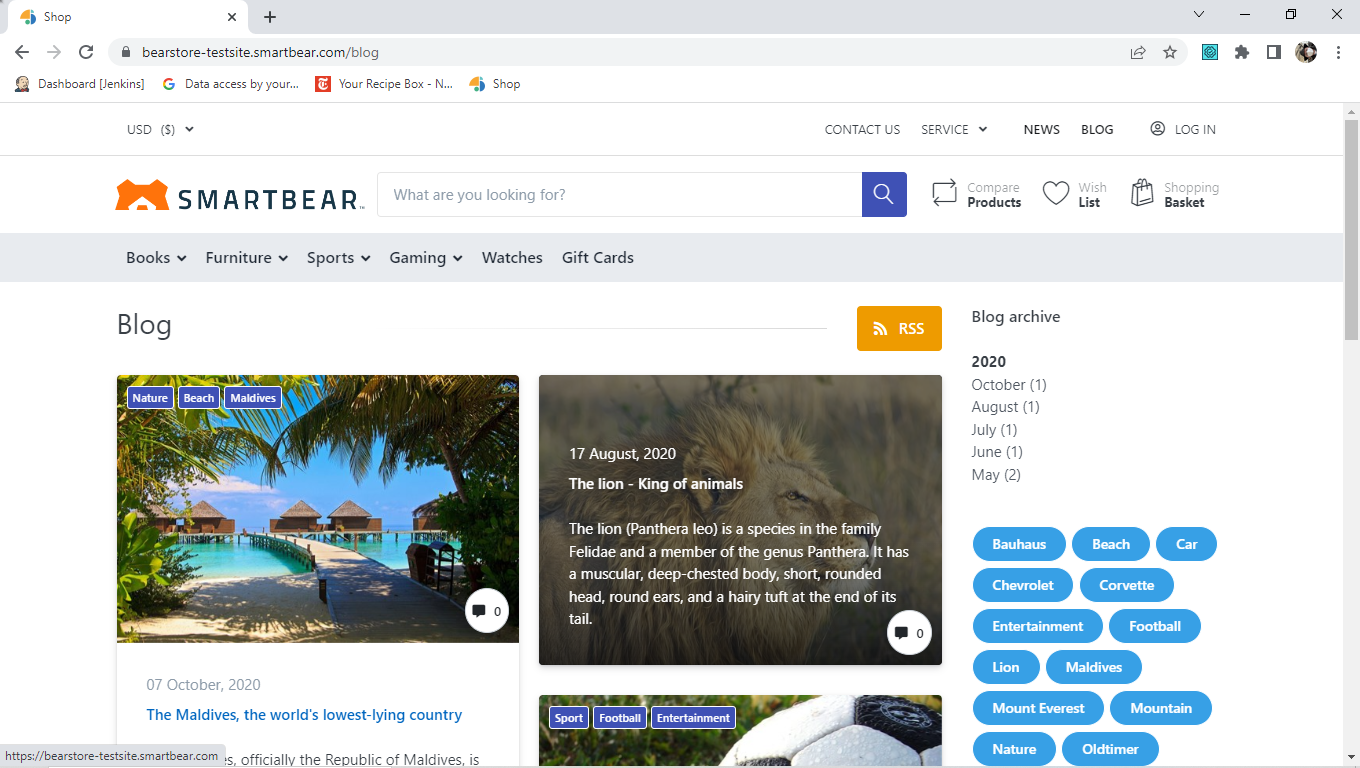 Shop
bearstore-testsite.smartbear.com/blog
Dashboard [Jenkins] Data access by your... Your Recipe Box - N... Shop
USD ($) CONTACT US SERVICE NEWS BLOG LOG IN
SMARTBEAR™ What are you looking for? Compare Products Wish List Shopping Basket
Books Furniture Sports Gaming Watches Gift Cards
Blog
RSS
Nature Beach Maldives
0
07 October, 2020
The Maldives, the world's lowest-lying country
es, officially the Republic of Maldives, is
17 August, 2020
The lion - King of animals
The lion (Panthera leo) is a species in the family
Felidae and a member of the genus Panthera. It has
a muscular, deep-chested body, short, rounded
head, round ears, and a hairy tuft at the end of its
tail.
0
Sport Football Entertainment
Blog archive
2020
October (1)
August (1)
July (1)
June (1)
May (2)
Bauhaus Beach Car
Chevrolet Corvette
Entertainment Football
Lion Maldives
Mount Everest Mountain
Nature Oldtimer
https://bearstore-testsite.smartbear.com